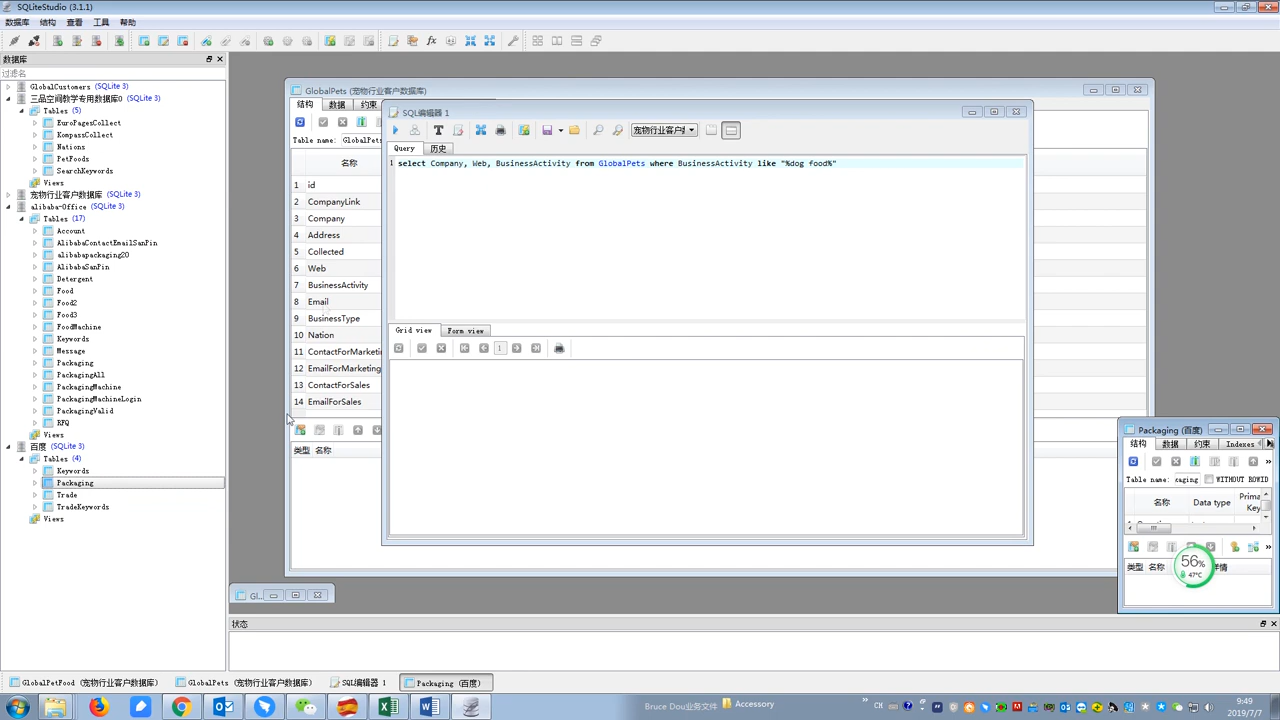 SQLiteStudio (3.1.1)
数据库 结构 查看 工具 帮助
数据库
过滤名
GlobalCustomers (SQLite 3)
三品空间教学专用数据库0 (SQLite 3)
Tables (5)
EuroPagesCollect
KompassCollect
Nations
PetFoods
SearchKeywords
Views
宠物行业客户数据库 (SQLite 3)
alibaba-Office (SQLite 3)
Tables (17)
Account
AlibabaContactEmailSanPin
alibabapackaging20
AlibabaSanPin
Detergent
Food
Food2
Food3
FoodMachine
Keywords
Message
Packaging
PackagingAll
PackagingMachine
PackagingMachineLogin
PackagingValid
RFQ
Views
百度 (SQLite 3)
Tables (4)
Keywords
Packaging
Trade
TradeKeywords
Views
GlobalPets (宠物行业客户数据库)
结构 数据 约束
Table name: GlobalPets
名称
1 id
2 CompanyLink
3 Company
4 Address
5 Collected
6 Web
7 BusinessActivity
8 Email
9 BusinessType
10 Nation
11 ContactForMarketi
12 EmailForMarketing
13 ContactForSales
14 EmailForSales
类型 名称
SQL编辑器 1
宠物行业客户
Query 历史
1 select Company, Web, BusinessActivity from GlobalPets where BusinessActivity like "%dog food%"
Grid view Form view
1
Packaging (百度)
结构 数据 约束 Indexes
Table name: kaging WITHOUT ROWID
名称 Data type Prima Key
类型 名称 详情
56%
47°C
Gl...
状态
GlobalPetFood (宠物行业客户数据库) GlobalPets (宠物行业客户数据库) SQL编辑器 1 Packaging (百度)
Bruce Dou业务文件 Accessory
CH
9:49
2019/7/7